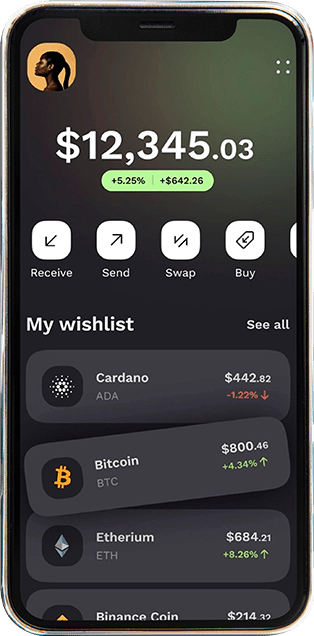 $12,345.03
+5.25% +$642.26
Receive Send Swap Buy
My wishlist See all
Cardano $442.82
ADA -1.22%
Bitcoin $800.46
BTC +4.34%
Etherium $684.21
ETH +8.26%
Binance Coin $214.32